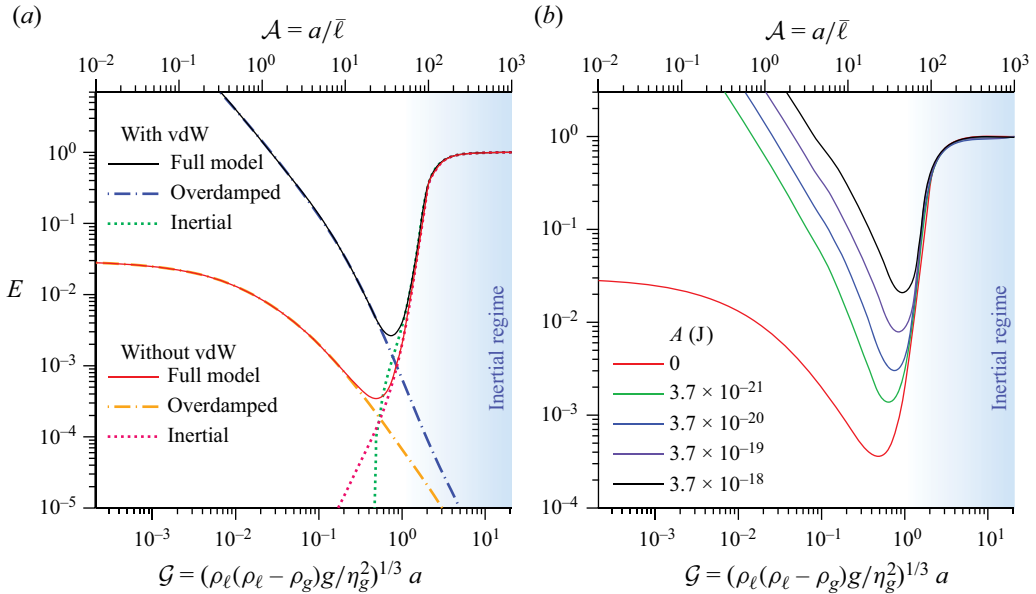 (a)
𝒜 = a/ℓ̄
10⁻² 10⁻¹ 10⁰ 10¹ 10² 10³
E
10⁰
10⁻¹
10⁻²
10⁻³
10⁻⁴
10⁻⁵
With vdW
Full model
Overdamped
Inertial
Without vdW
Full model
Overdamped
Inertial
Inertial regime
10⁻³ 10⁻² 10⁻¹ 10⁰ 10¹
𝒢 = (ρℓ(ρℓ − ρg)g/ηg²)^1/3 a
(b)
𝒜 = a/ℓ̄
10⁻² 10⁻¹ 10⁰ 10¹ 10² 10³
10⁰
10⁻¹
10⁻²
10⁻³
10⁻⁴
A (J)
0
3.7 × 10⁻²¹
3.7 × 10⁻²⁰
3.7 × 10⁻¹⁹
3.7 × 10⁻¹⁸
Inertial regime
10⁻³ 10⁻² 10⁻¹ 10⁰ 10¹
𝒢 = (ρℓ(ρℓ − ρg)g/ηg²)^1/3 a